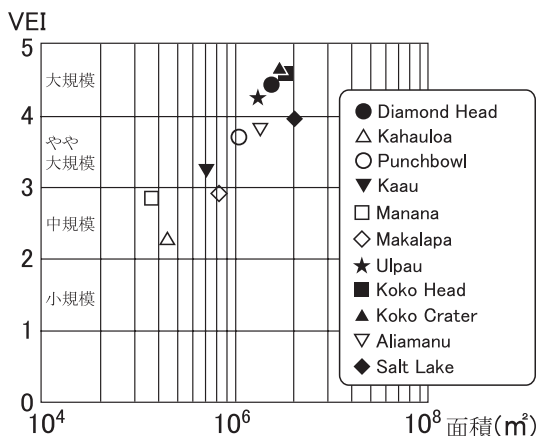 VEI
5
大規模
4
やや
大規模
3
中規模
2
小規模
1
0
10⁴
10⁶
10⁸
面積(㎡)
Diamond Head
Kahauloa
Punchbowl
Kaau
Manana
Makalapa
Ulpau
Koko Head
Koko Crater
Aliamanu
Salt Lake